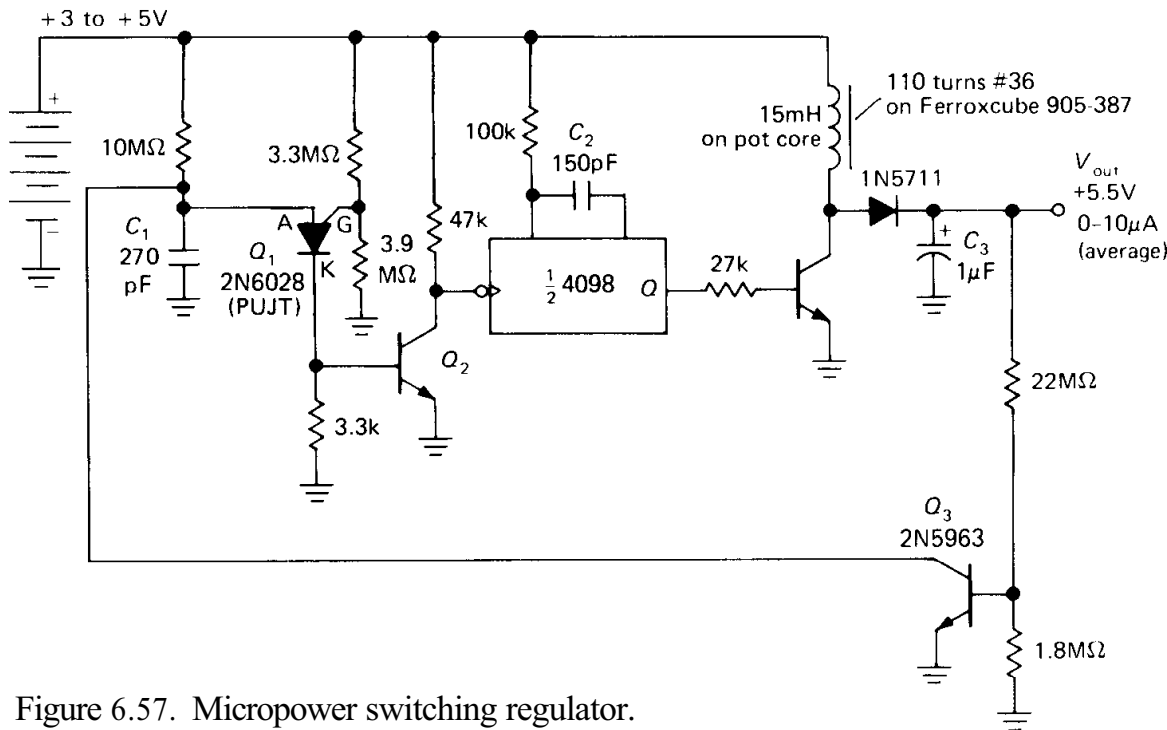 +3 to +5V
110 turns #36
on Ferroxcube 905-387
15mH
on pot core
10MΩ
3.3MΩ
100k
C2
150pF
1N5711
Vout
+5.5V
0-10μA
(average)
+
−
A
G
K
C1
270
pF
Q1
2N6028
(PUJT)
3.9
MΩ
47k
½ 4098
Q
27k
+
C3
1μF
Q2
3.3k
22MΩ
Q3
2N5963
1.8MΩ
Figure 6.57. Micropower switching regulator.